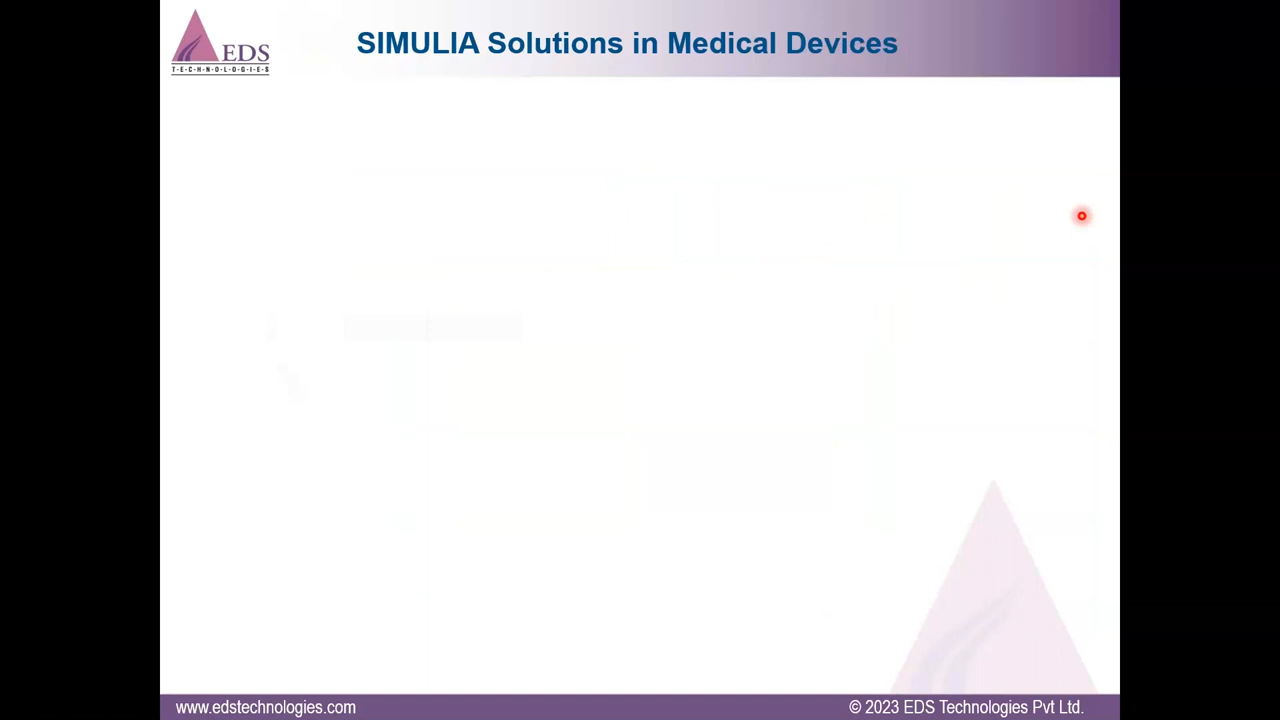 SIMULIA Solutions in Medical Devices
EDS
T·E·C·H·N·O·L·O·G·I·E·S
www.edstechnologies.com
© 2023 EDS Technologies Pvt Ltd.